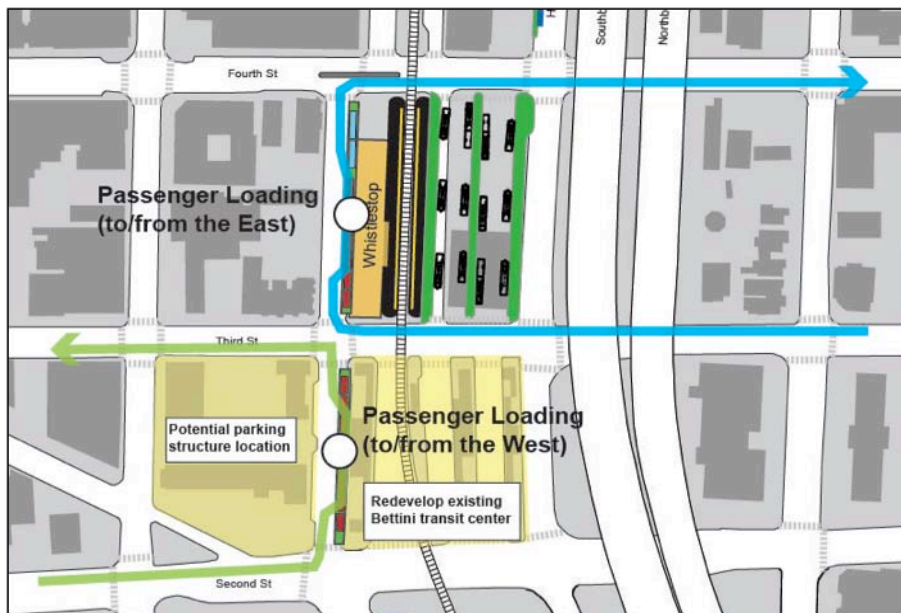 Southb
Northb
H
Fourth St
Passenger Loading
(to/from the East)
Whistlestop
Third St
Passenger Loading
(to/from the West)
Potential parking
structure location
Redevelop existing
Bettini transit center
Second St